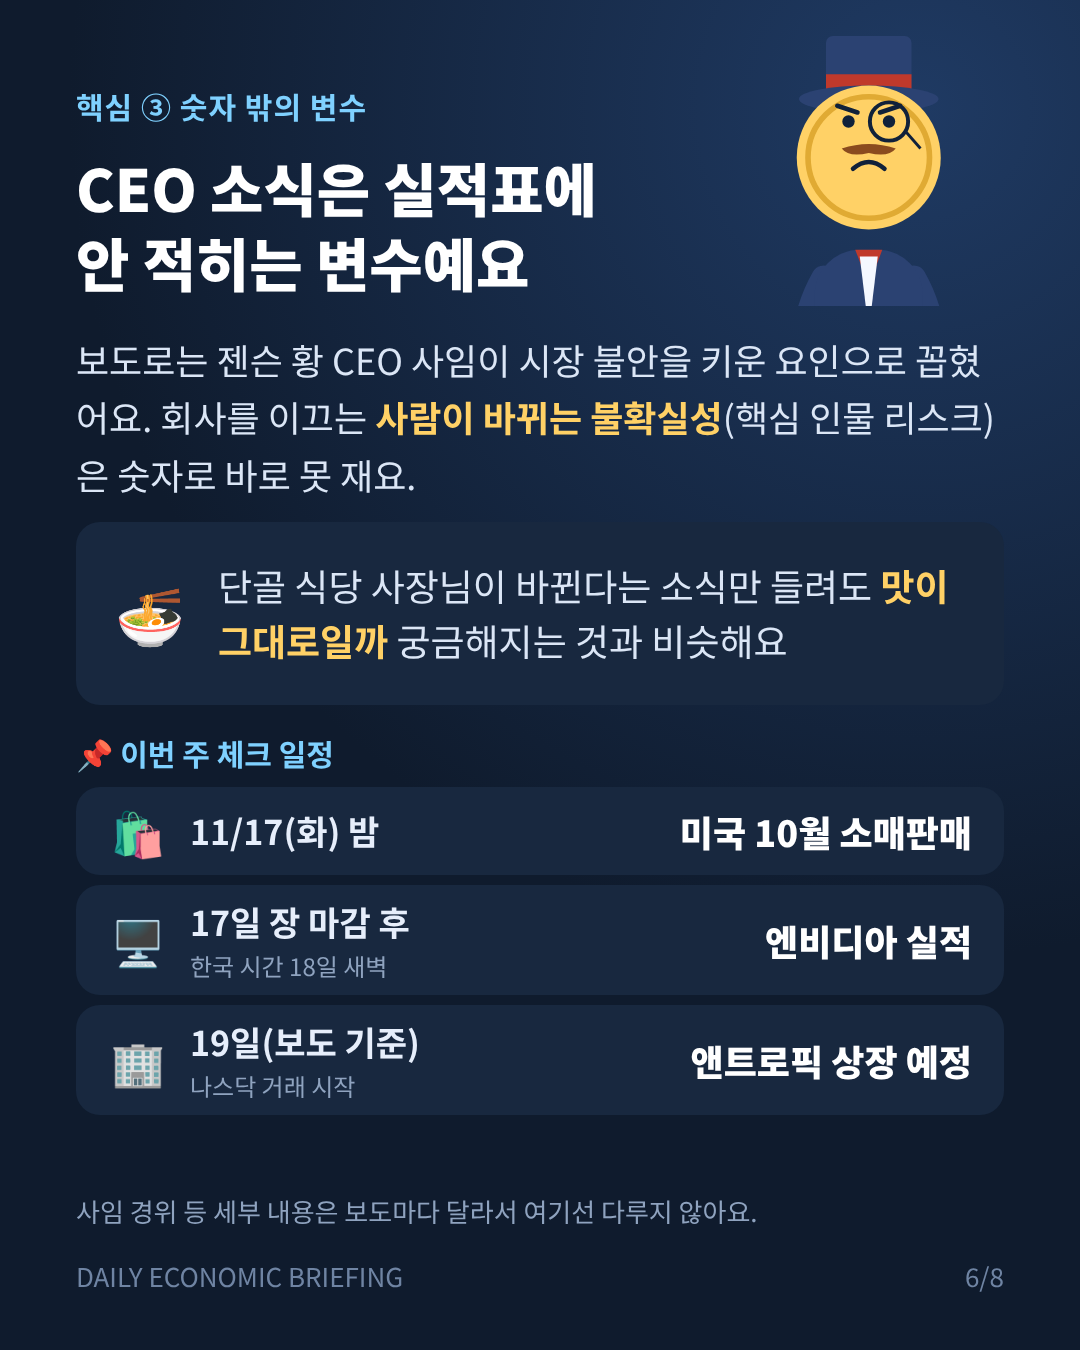 핵심 ③ 숫자 밖의 변수
CEO 소식은 실적표에
안 적히는 변수예요
보도로는 젠슨 황 CEO 사임이 시장 불안을 키운 요인으로 꼽혔
어요. 회사를 이끄는 사람이 바뀌는 불확실성(핵심 인물 리스크)
은 숫자로 바로 못 재요.
단골 식당 사장님이 바뀐다는 소식만 들려도 맛이
그대로일까 궁금해지는 것과 비슷해요
📌 이번 주 체크 일정
11/17(화) 밤
미국 10월 소매판매
17일 장 마감 후
한국 시간 18일 새벽
엔비디아 실적
19일(보도 기준)
나스닥 거래 시작
앤트로픽 상장 예정
사임 경위 등 세부 내용은 보도마다 달라서 여기선 다루지 않아요.
DAILY ECONOMIC BRIEFING
6/8